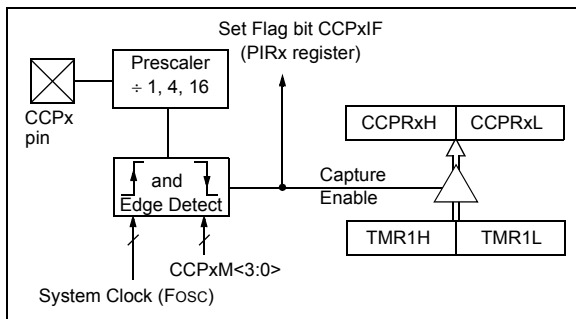 Set Flag bit CCPxIF
(PIRx register)
Prescaler
÷ 1, 4, 16
CCPx
pin
CCPRxH
CCPRxL
and
Edge Detect
Capture
Enable
TMR1H
TMR1L
CCPxM<3:0>
System Clock (FOSC)